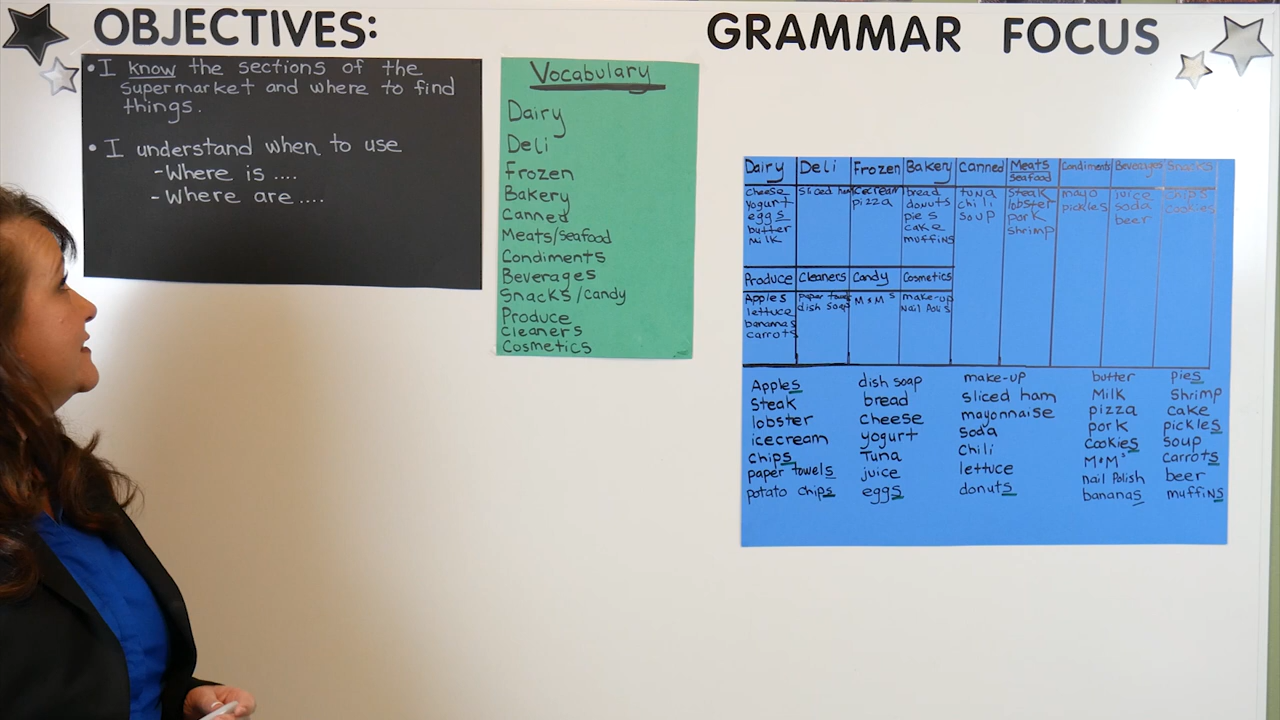 OBJECTIVES:
• I know the sections of the
supermarket and where to find
things.
• I understand when to use
-Where is ....
-Where are ....
Vocabulary
Dairy
Deli
Frozen
Bakery
Canned
Meats/seafood
Condiments
Beverages
Snacks/candy
Produce
Cleaners
Cosmetics
GRAMMAR FOCUS
Dairy Deli Frozen Bakery Canned Meats seafood Condiments Beverages Snacks
cheese sliced ham icecream bread tuna steak mayo juice chips
yogurt pizza donuts chili lobster pickles soda cookies
eggs pies soup pork beer
butter cake shrimp
milk muffins
Produce Cleaners Candy Cosmetics
Apples paper towels M&M's make-up
lettuce dish soap Nail Polis
bananas
carrots
Apples dish soap make-up butter pies
Steak bread sliced ham Milk Shrimp
lobster cheese mayonnaise pizza cake
icecream yogurt soda pork pickles
chips Tuna Chili cookies soup
paper towels juice lettuce M&M's carrots
potato chips eggs donuts nail Polish beer
bananas muffins